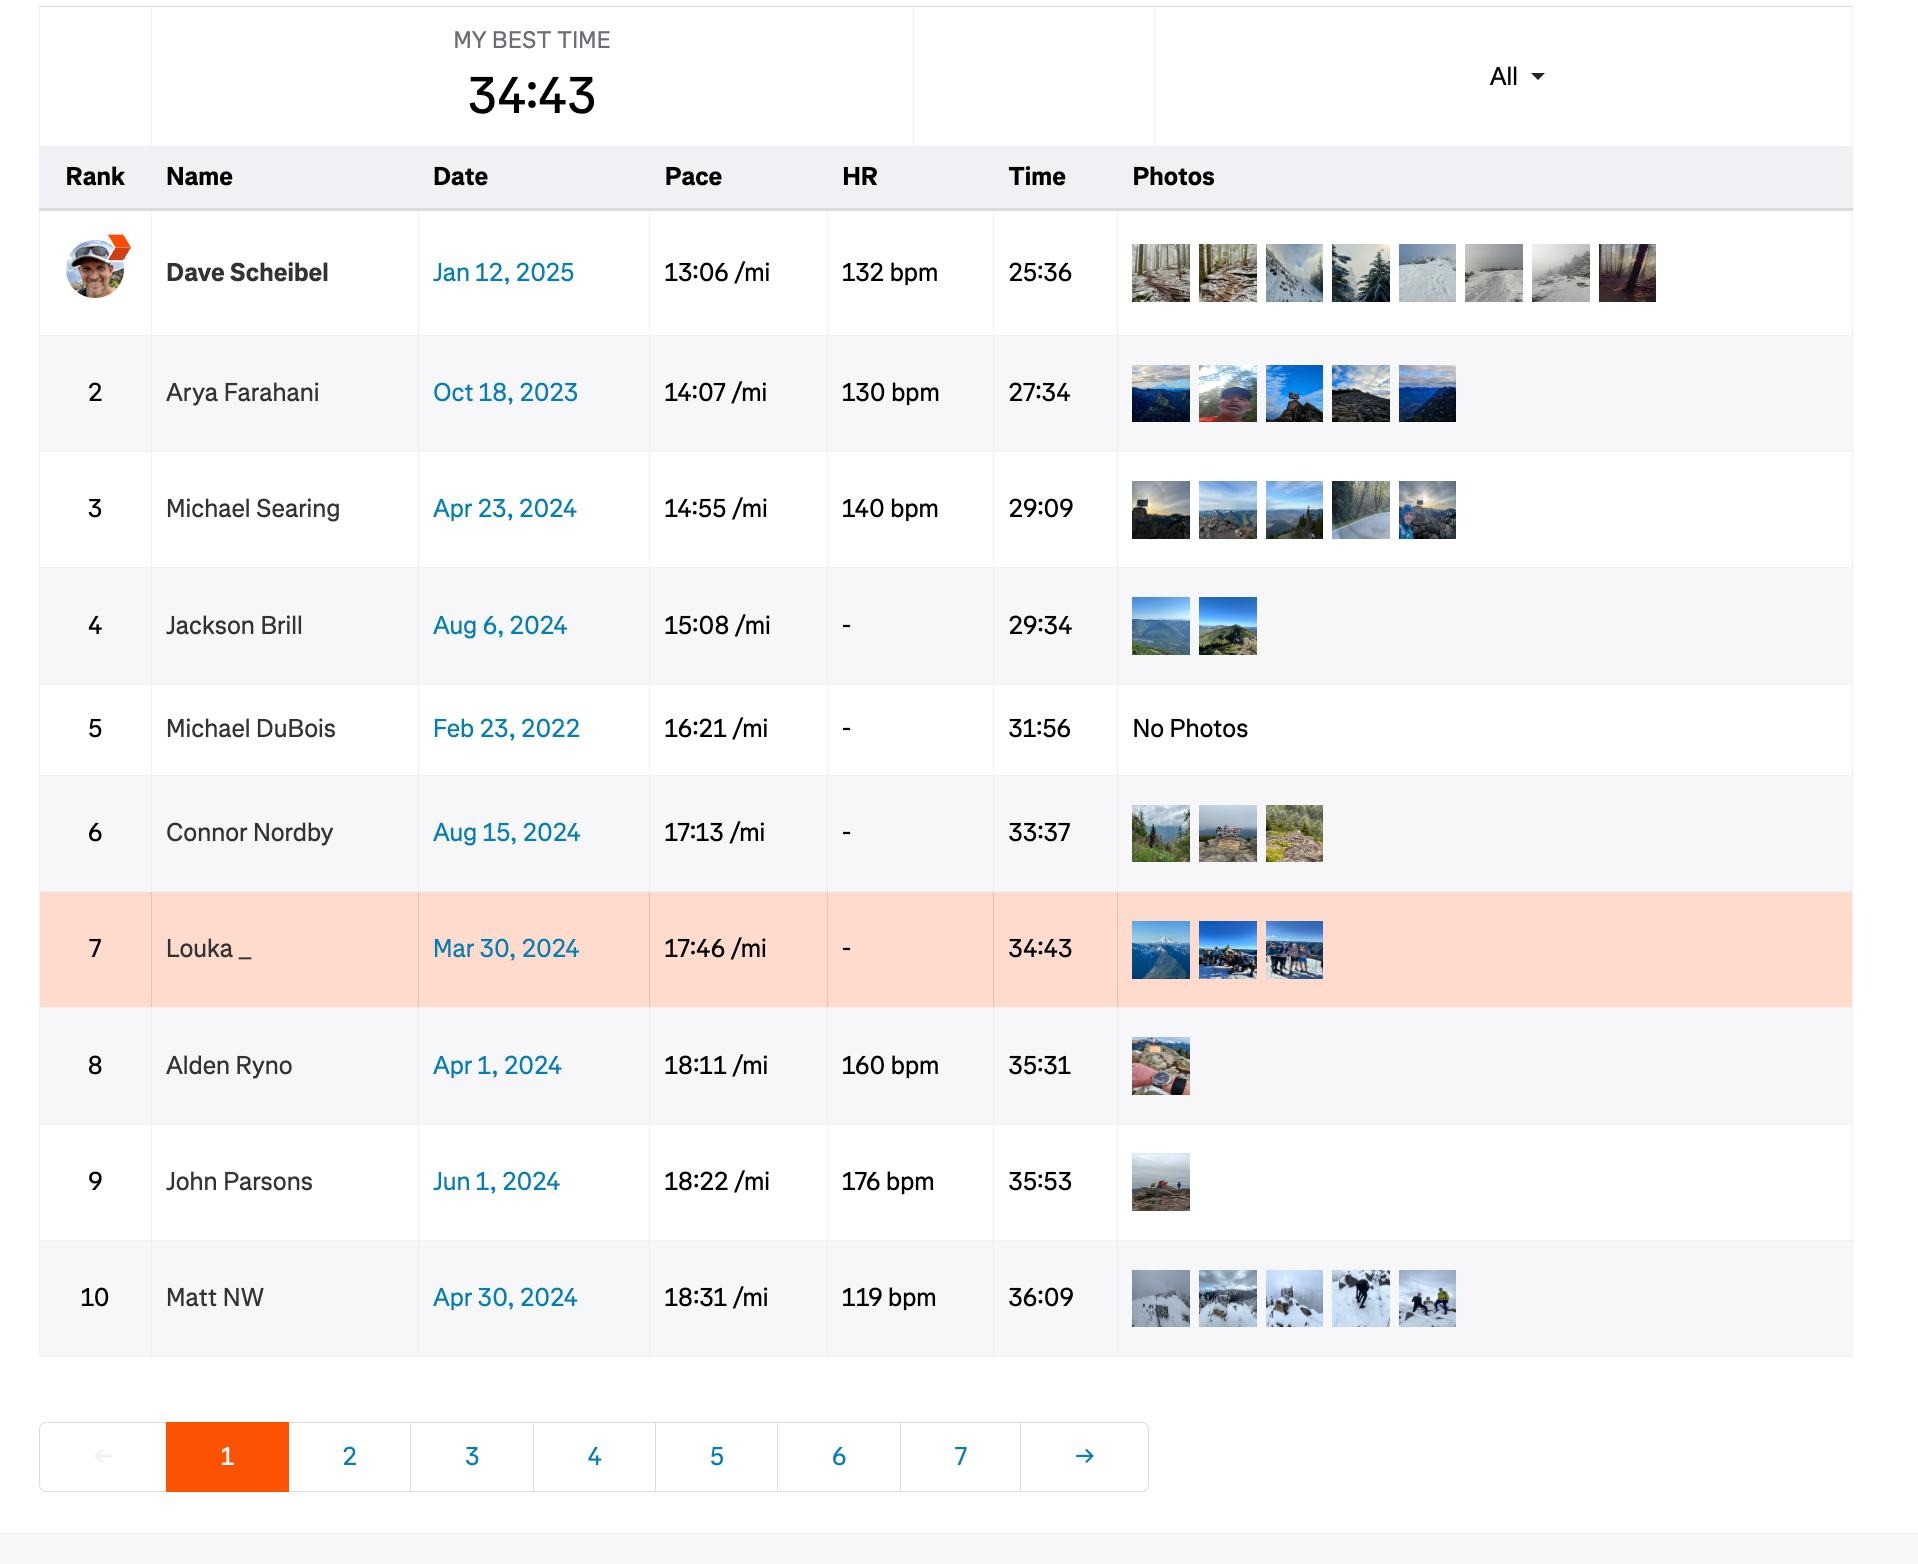 MY BEST TIME
34:43
All
Rank Name Date Pace HR Time Photos
Dave Scheibel Jan 12, 2025 13:06 /mi 132 bpm 25:36
2 Arya Farahani Oct 18, 2023 14:07 /mi 130 bpm 27:34
3 Michael Searing Apr 23, 2024 14:55 /mi 140 bpm 29:09
4 Jackson Brill Aug 6, 2024 15:08 /mi - 29:34
5 Michael DuBois Feb 23, 2022 16:21 /mi - 31:56 No Photos
6 Connor Nordby Aug 15, 2024 17:13 /mi - 33:37
7 Louka _ Mar 30, 2024 17:46 /mi - 34:43
8 Alden Ryno Apr 1, 2024 18:11 /mi 160 bpm 35:31
9 John Parsons Jun 1, 2024 18:22 /mi 176 bpm 35:53
10 Matt NW Apr 30, 2024 18:31 /mi 119 bpm 36:09
← 1 2 3 4 5 6 7 →